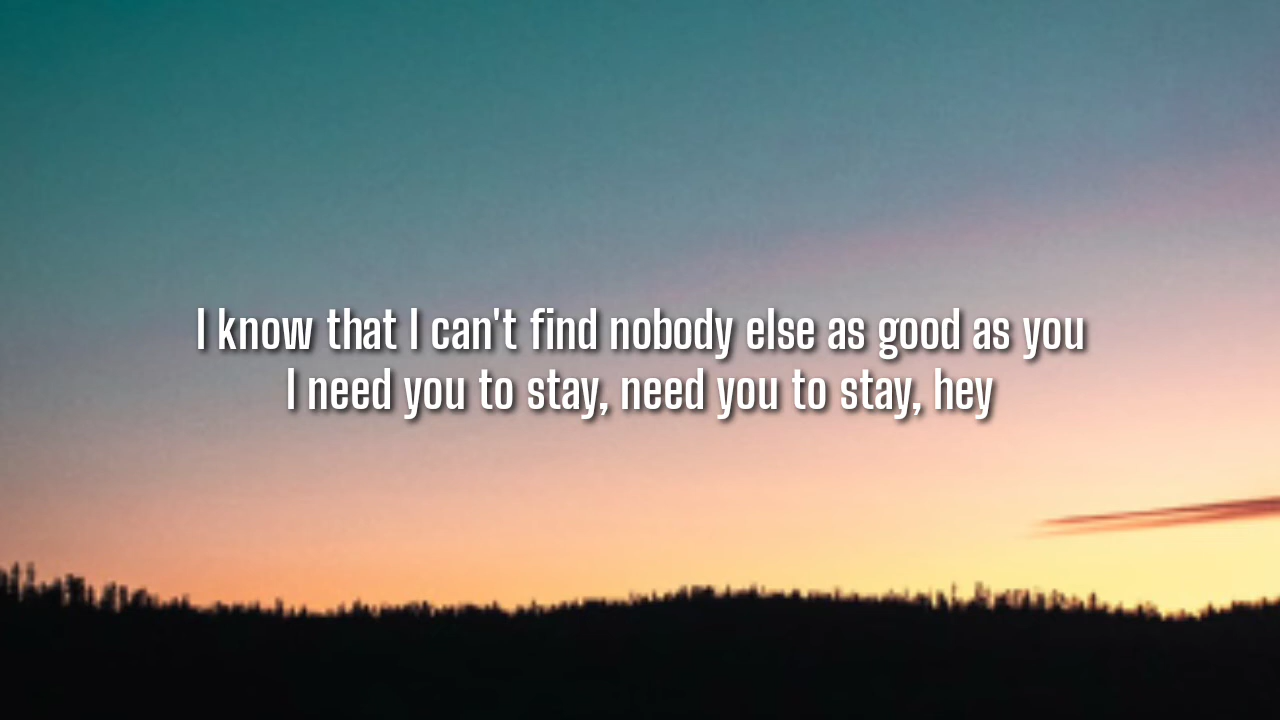 I know that I can't find nobody else as good as you
I need you to stay, need you to stay, hey